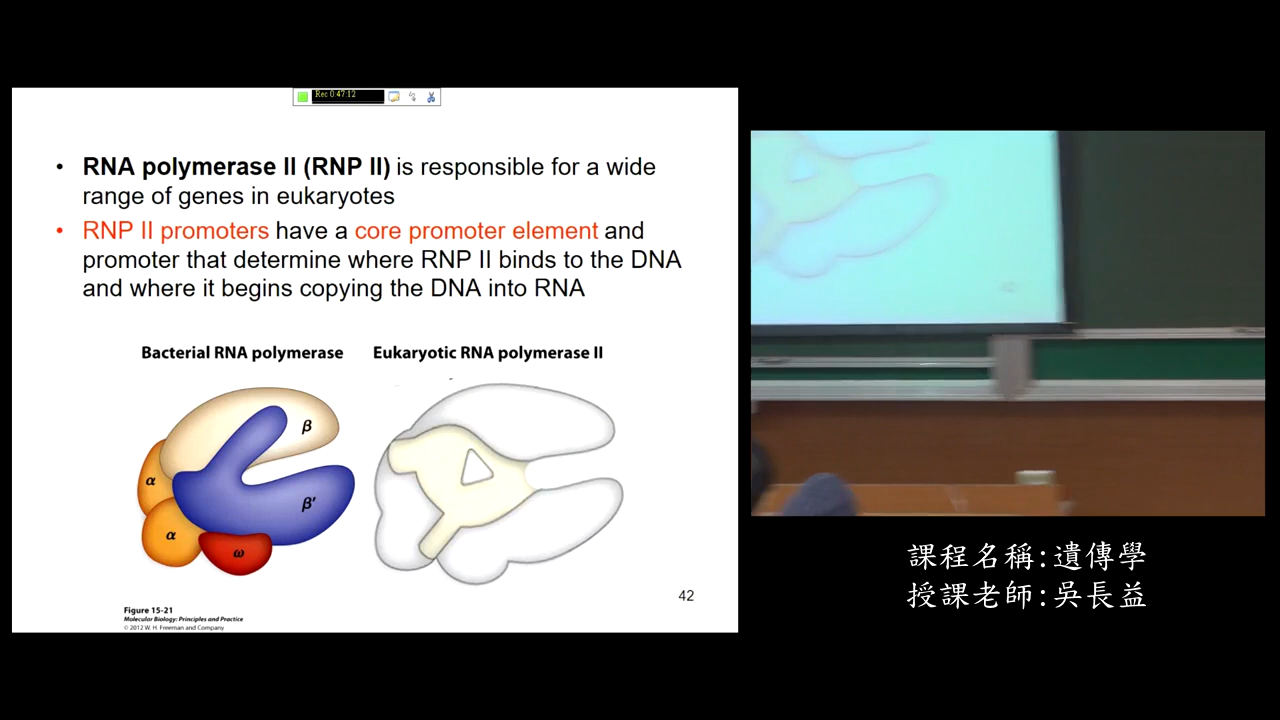 Rec 0:47:12
• RNA polymerase II (RNP II) is responsible for a wide
range of genes in eukaryotes
• RNP II promoters have a core promoter element and
promoter that determine where RNP II binds to the DNA
and where it begins copying the DNA into RNA
Bacterial RNA polymerase
Eukaryotic RNA polymerase II
β
α
β'
α
ω
42
Figure 15-21
Molecular Biology: Principles and Practice
© 2012 W. H. Freeman and Company
課程名稱:遺傳學
授課老師:吳長益